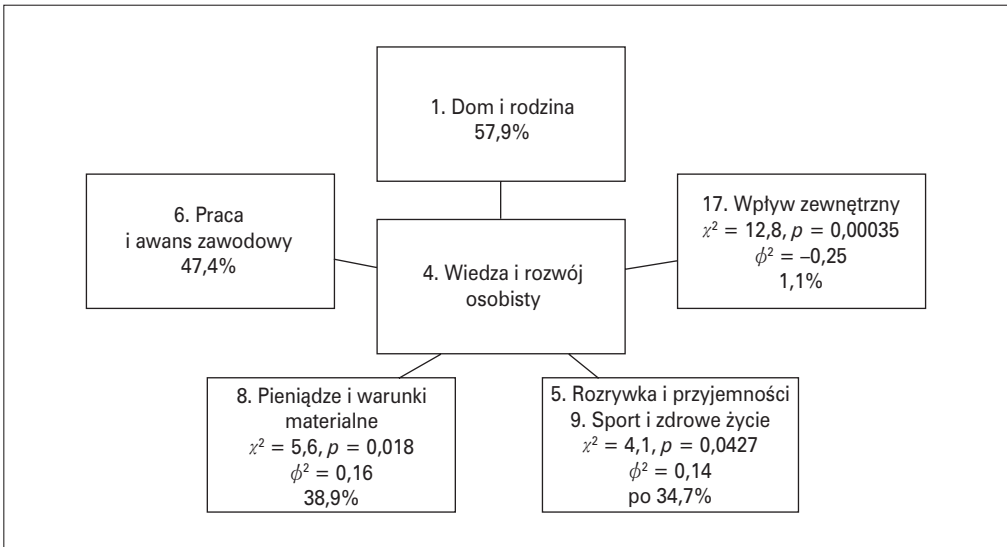 1. Dom i rodzina
57,9%
6. Praca
i awans zawodowy
47,4%
17. Wpływ zewnętrzny
χ² = 12,8, p = 0,00035
ϕ² = –0,25
1,1%
4. Wiedza i rozwój
osobisty
8. Pieniądze i warunki
materialne
χ² = 5,6, p = 0,018
ϕ² = 0,16
38,9%
5. Rozrywka i przyjemności
9. Sport i zdrowe życie
χ² = 4,1, p = 0,0427
ϕ² = 0,14
po 34,7%